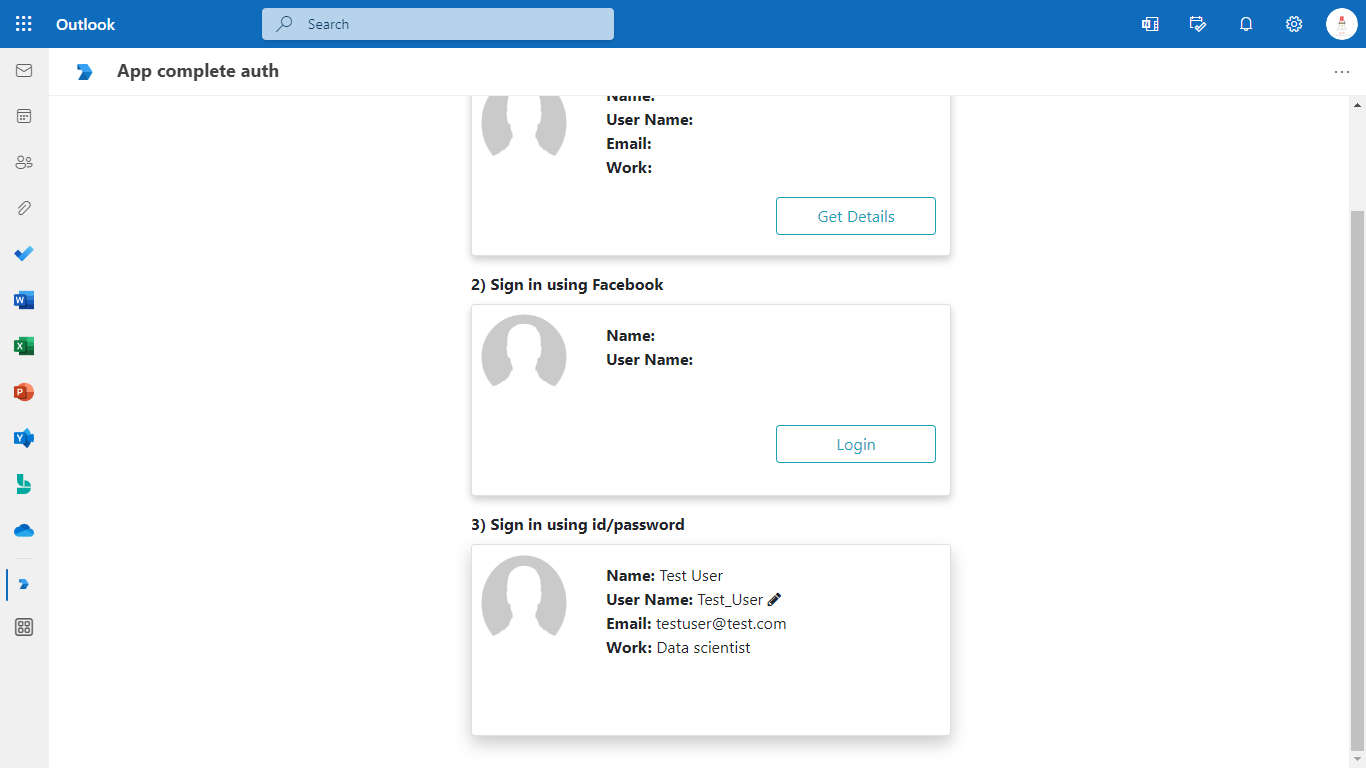 Outlook
Search
App complete auth
Name:
User Name:
Email:
Work:
Get Details
2) Sign in using Facebook
Name:
User Name:
Login
3) Sign in using id/password
Name: Test User
User Name: Test_User
Email: testuser@test.com
Work: Data scientist